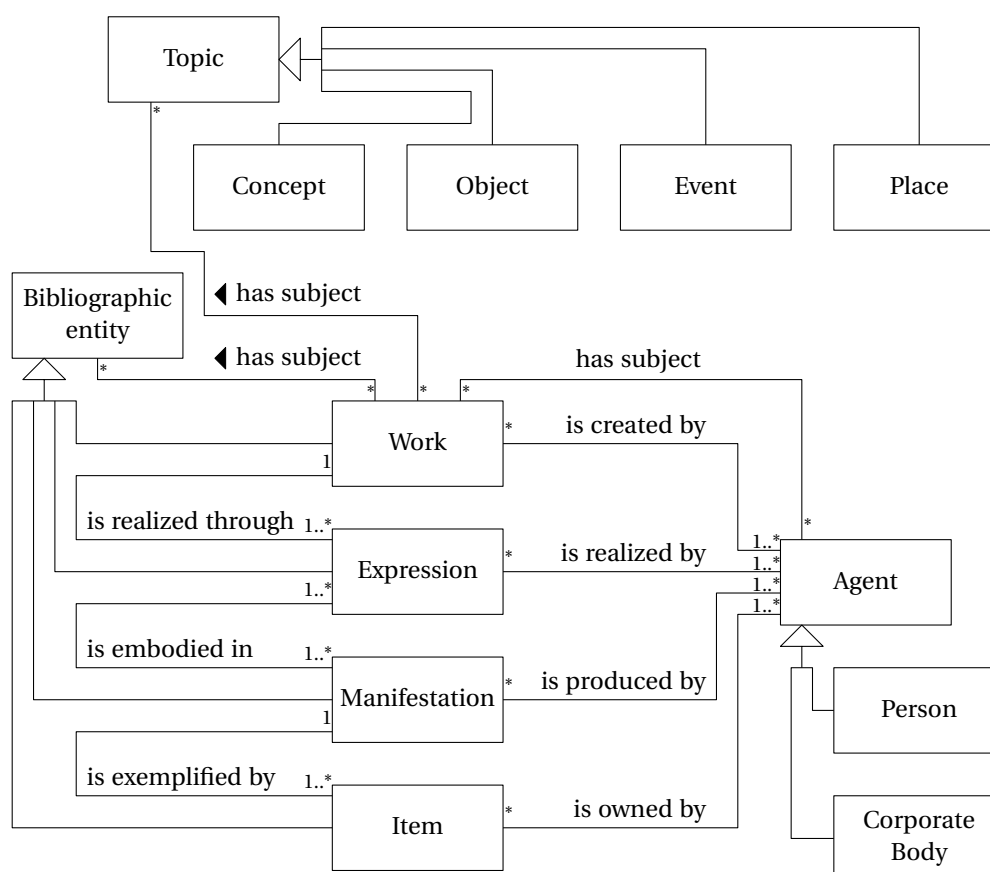 Topic
*
Concept
Object
Event
Place
Bibliographic
entity
◀ has subject
*
◀ has subject
has subject
*
*
*
Work
*
is created by
1
*
is realized through
1..*
Expression
*
is realized by
1..*
1..*
1..*
1..*
1..*
Agent
is embodied in
1..*
Manifestation
*
is produced by
1
Person
is exemplified by
1..*
Item
*
is owned by
Corporate
Body